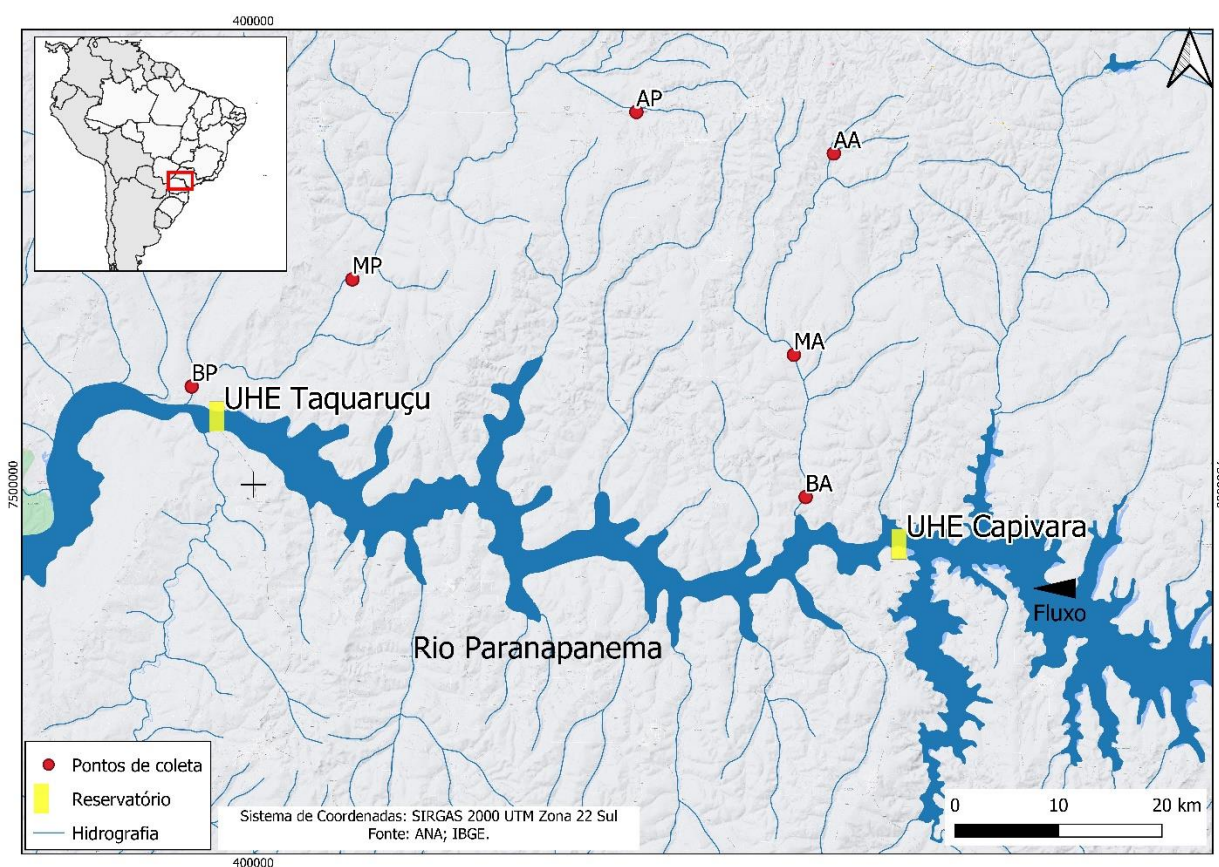 400000
AP
AA
MP
MA
BP
UHE Taquaruçu
7500000
BA
UHE Capivara
Fluxo
Rio Paranapanema
Pontos de coleta
Reservatório
Hidrografia
Sistema de Coordenadas: SIRGAS 2000 UTM Zona 22 Sul
Fonte: ANA; IBGE.
0 10 20 km
400000